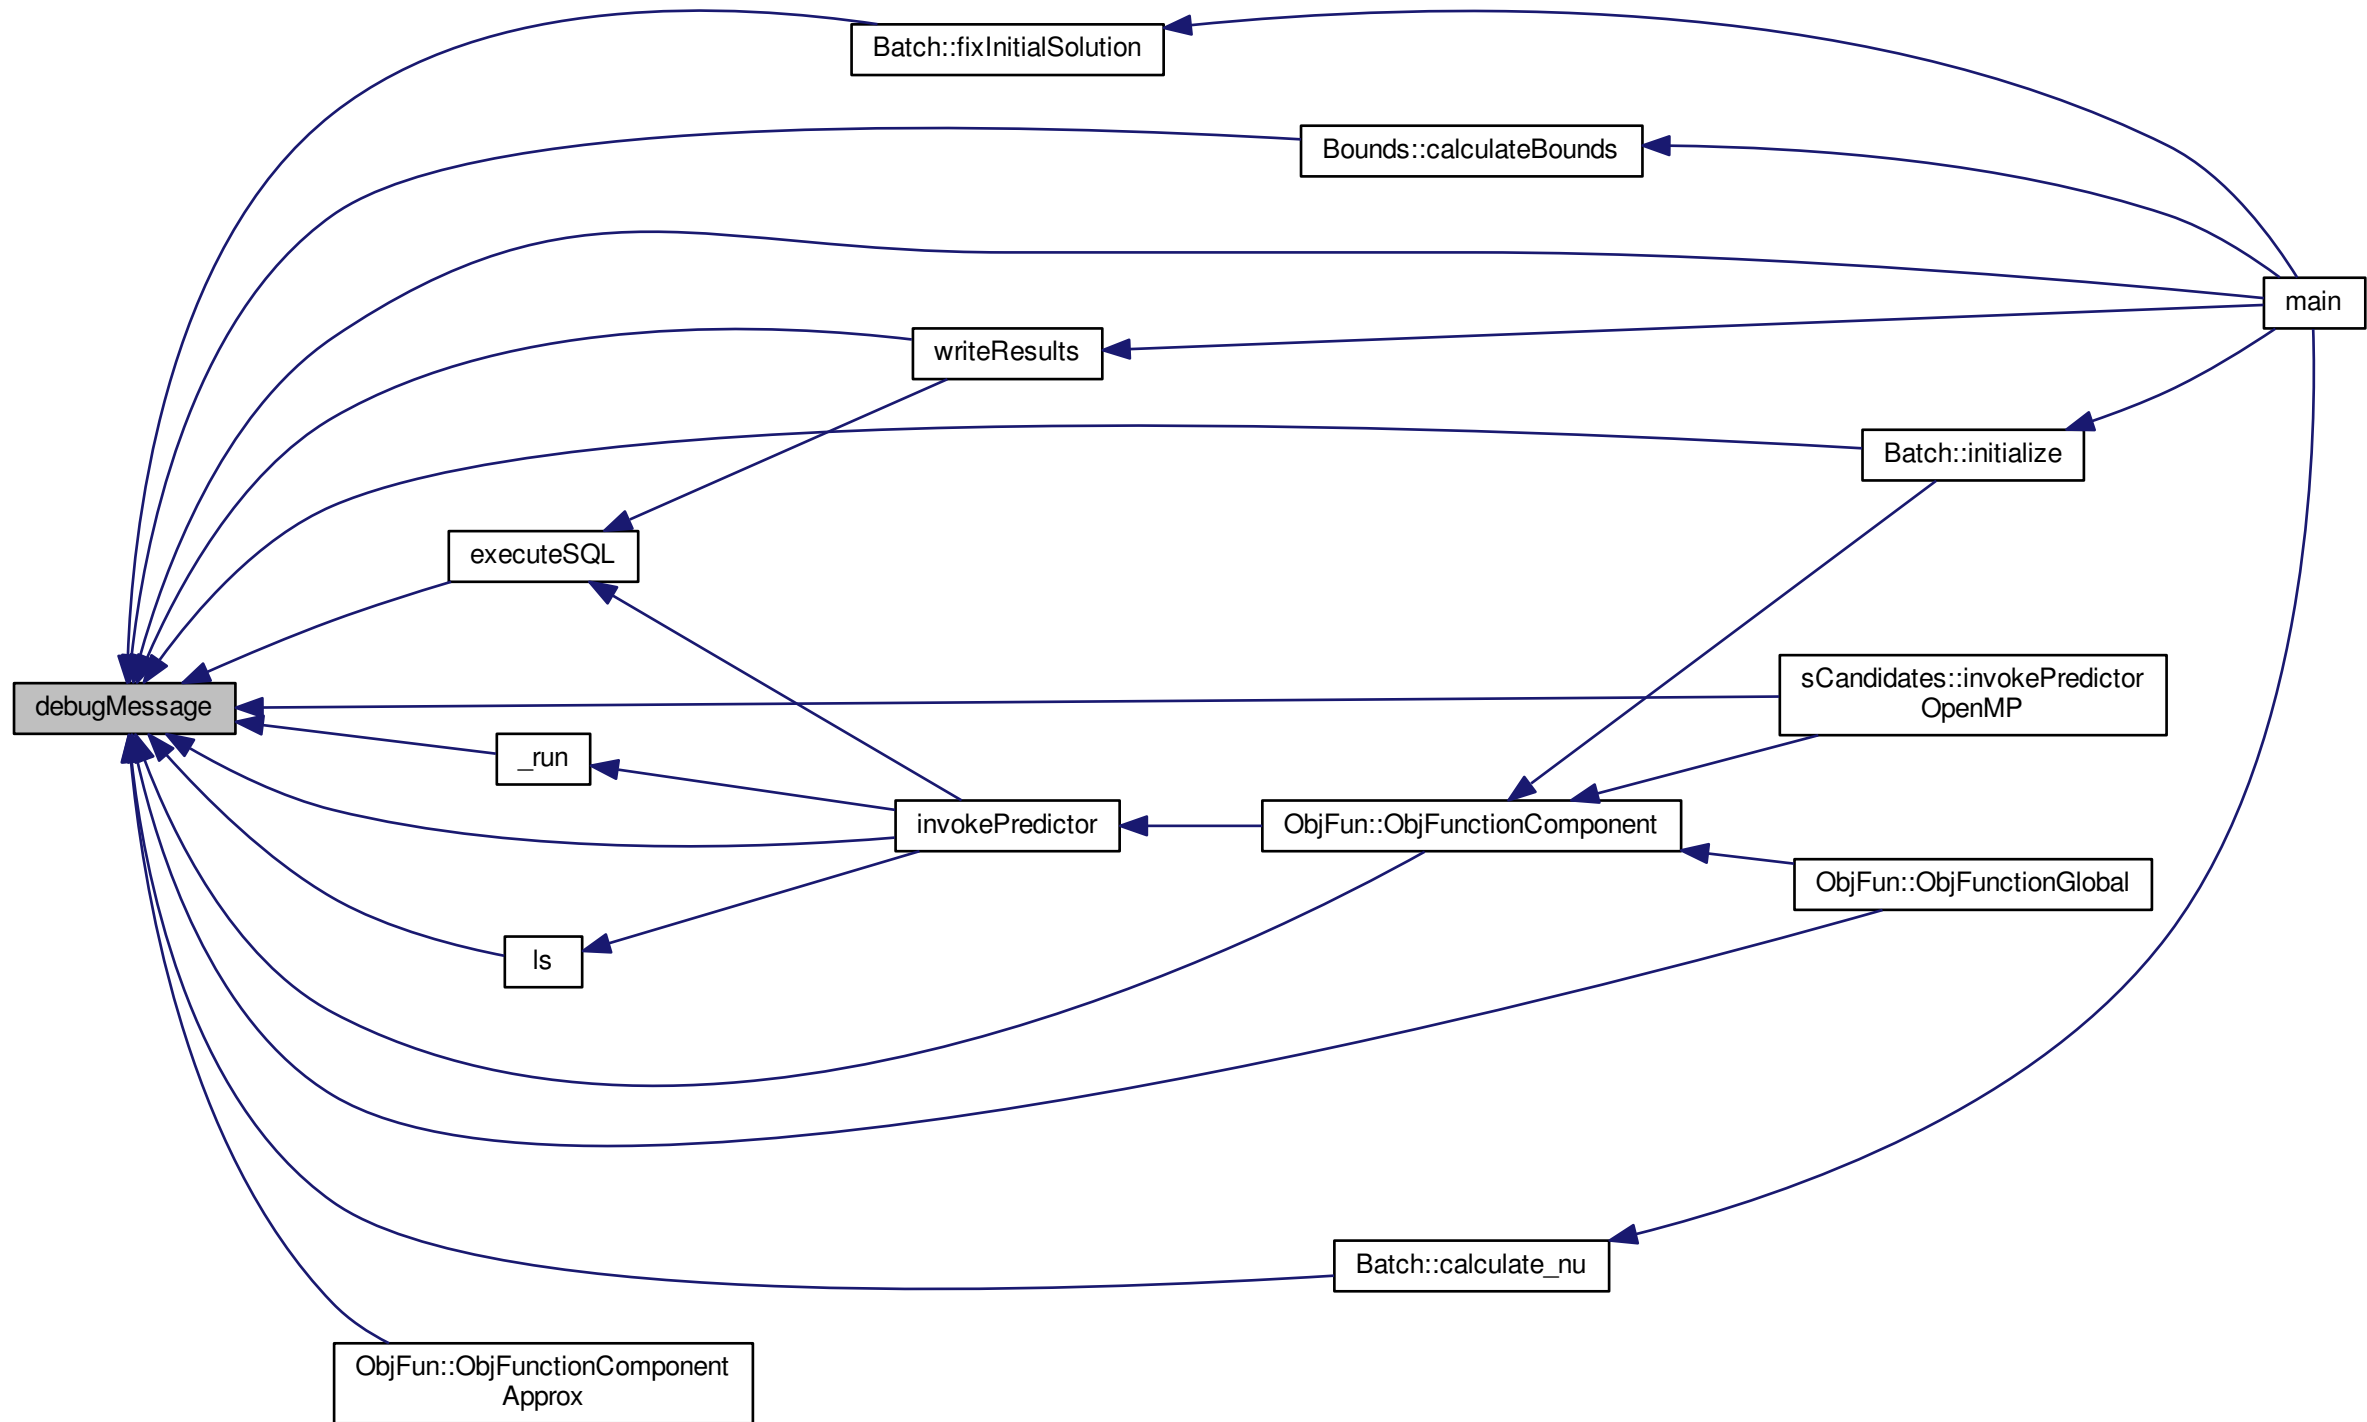 Batch::fixInitialSolution
Bounds::calculateBounds
main
writeResults
Batch::initialize
executeSQL
sCandidates::invokePredictor
OpenMP
debugMessage
_run
invokePredictor
ObjFun::ObjFunctionComponent
ObjFun::ObjFunctionGlobal
ls
Batch::calculate_nu
ObjFun::ObjFunctionComponent
Approx